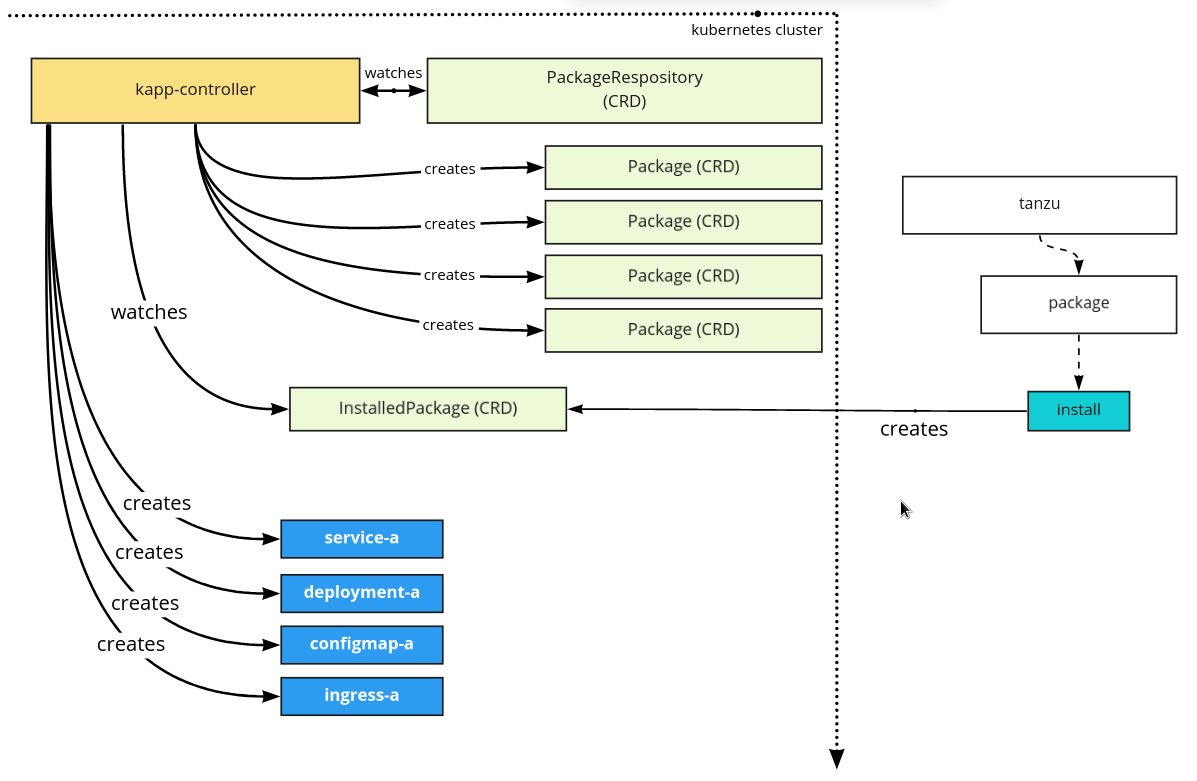 kubernetes cluster
kapp-controller
watches
PackageRespository
(CRD)
creates
Package (CRD)
creates
Package (CRD)
creates
Package (CRD)
creates
Package (CRD)
tanzu
package
install
watches
InstalledPackage (CRD)
creates
creates
service-a
creates
deployment-a
creates
configmap-a
creates
ingress-a